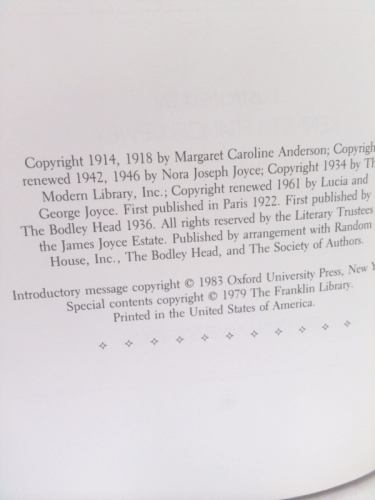 Copyright 1914, 1918 by Margaret Caroline Anderson; Copyright
renewed 1942, 1946 by Nora Joseph Joyce; Copyright 1934 by
Modern Library, Inc.; Copyright renewed 1961 by Lucia and
George Joyce. First published in Paris 1922. First published by
The Bodley Head 1936. All rights reserved by the Literary Trustees
the James Joyce Estate. Published by arrangement with Random
House, Inc., The Bodley Head, and The Society of Authors.
Introductory message copyright © 1983 Oxford University Press, New
Special contents copyright © 1979 The Franklin Library.
Printed in the United States of America.